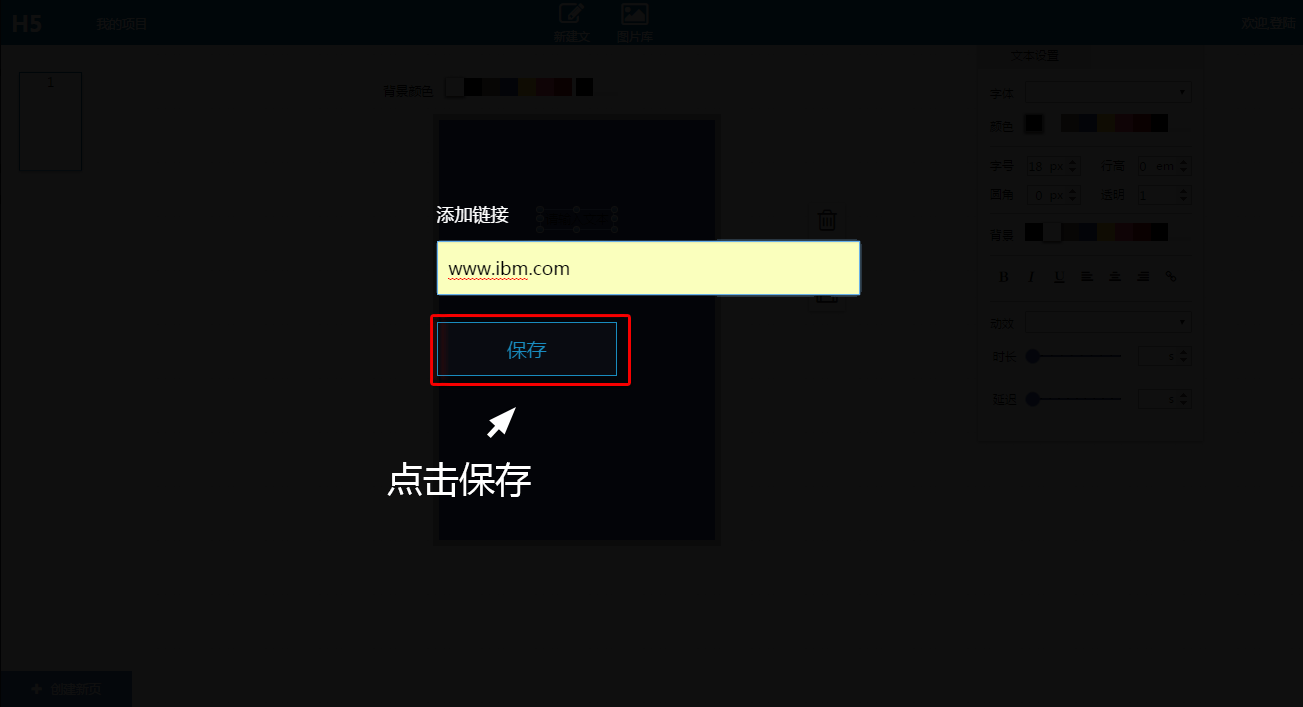 H5
我的项目
新建文
图片库
欢迎,登陆
文本设置
1
背景颜色
字体
颜色
字号 18 px 行距 0 em
圆角 0 px 透明 1
添加链接
背景
www.ibm.com
B I U
动效
保存
时长 s
延迟 s
点击保存
+ 创建新页